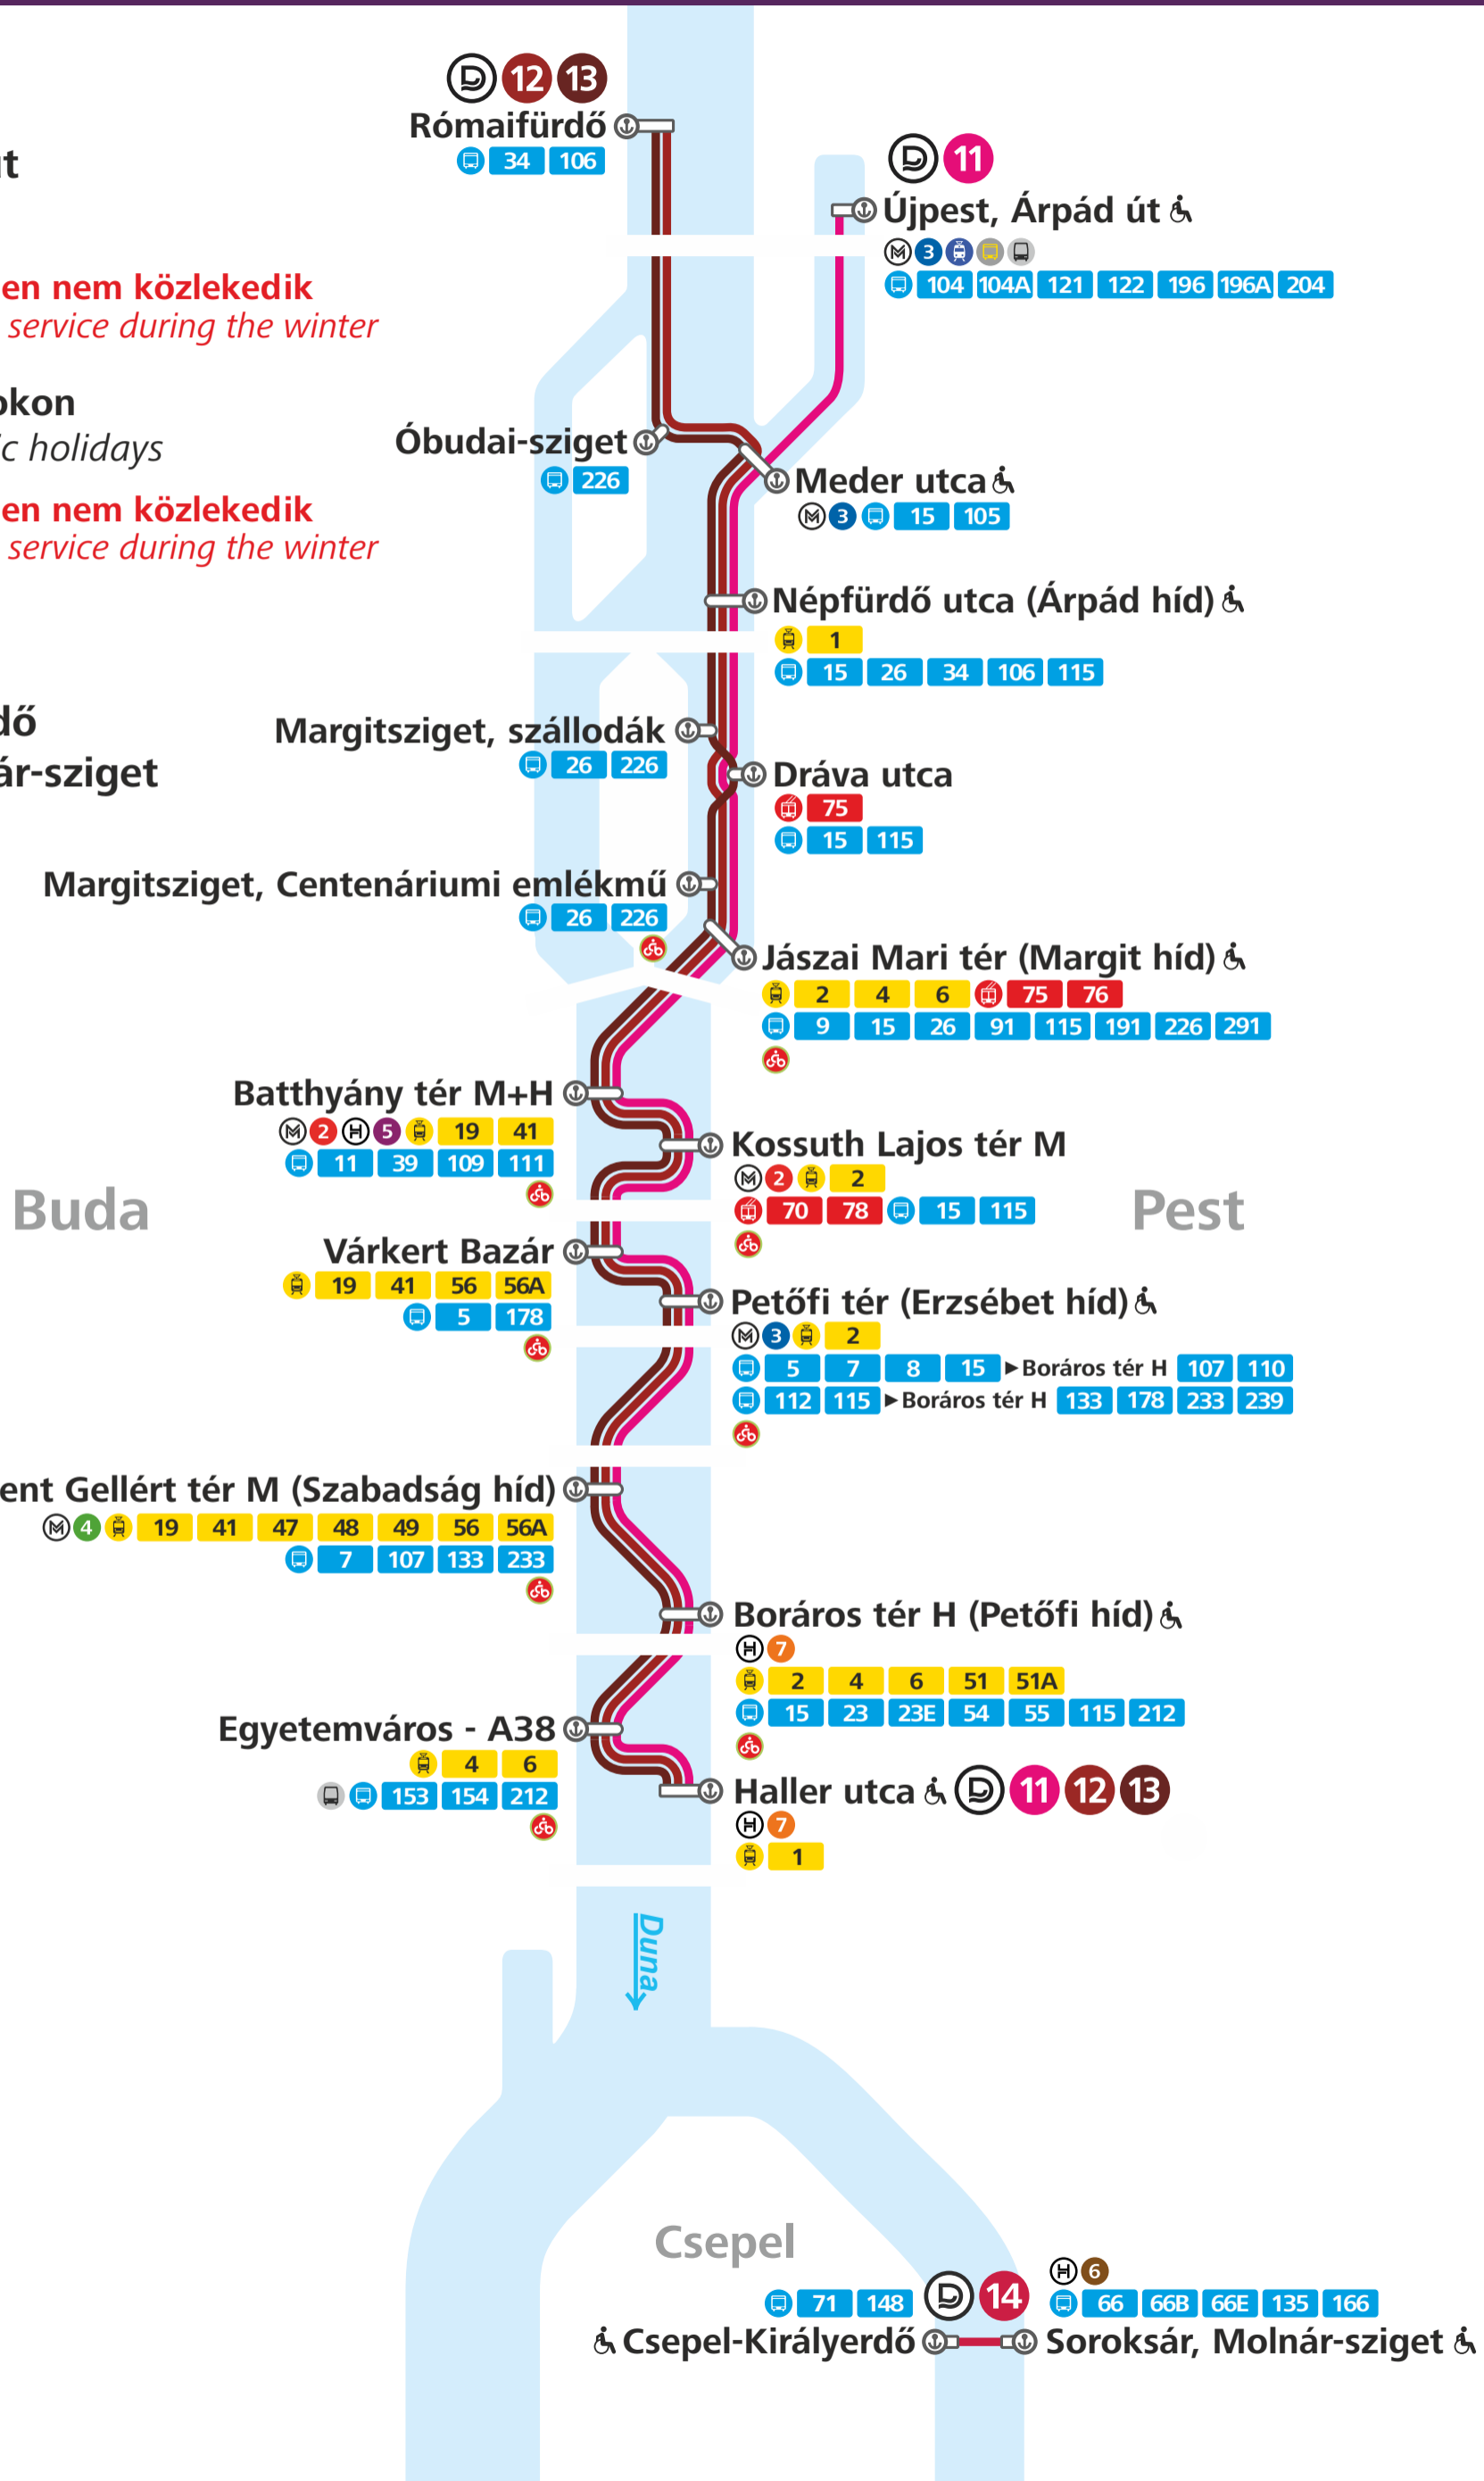 D 12 13
Rómaifürdő
34 106
D 11
Újpest, Árpád út
M 3
104 104A 121 122 196 196A 204
en nem közlekedik
service during the winter
okon
c holidays
Óbudai-sziget
226
Meder utca
M 3 15 105
en nem közlekedik
service during the winter
Népfürdő utca (Árpád híd)
1
15 26 34 106 115
dő
ár-sziget
Margitsziget, szállodák
26 226
Dráva utca
75
15 115
Margitsziget, Centenáriumi emlékmű
26 226
Jászai Mari tér (Margit híd)
2 4 6 75 76
9 15 26 91 115 191 226 291
Batthyány tér M+H
M 2 H 5 19 41
11 39 109 111
Kossuth Lajos tér M
M 2 2
70 78 15 115
Buda
Pest
Várkert Bazár
19 41 56 56A
5 178
Petőfi tér (Erzsébet híd)
M 3 2
5 7 8 15 ▶Boráros tér H 107 110
112 115 ▶Boráros tér H 133 178 233 239
ent Gellért tér M (Szabadság híd)
M 4 19 41 47 48 49 56 56A
7 107 133 233
Boráros tér H (Petőfi híd)
H 7
2 4 6 51 51A
15 23 23E 54 55 115 212
Egyetemváros - A38
4 6
153 154 212
Haller utca D 11 12 13
H 7
1
Duna
Csepel
H 6
71 148 D 14 66 66B 66E 135 166
Csepel-Királyerdő Soroksár, Molnár-sziget